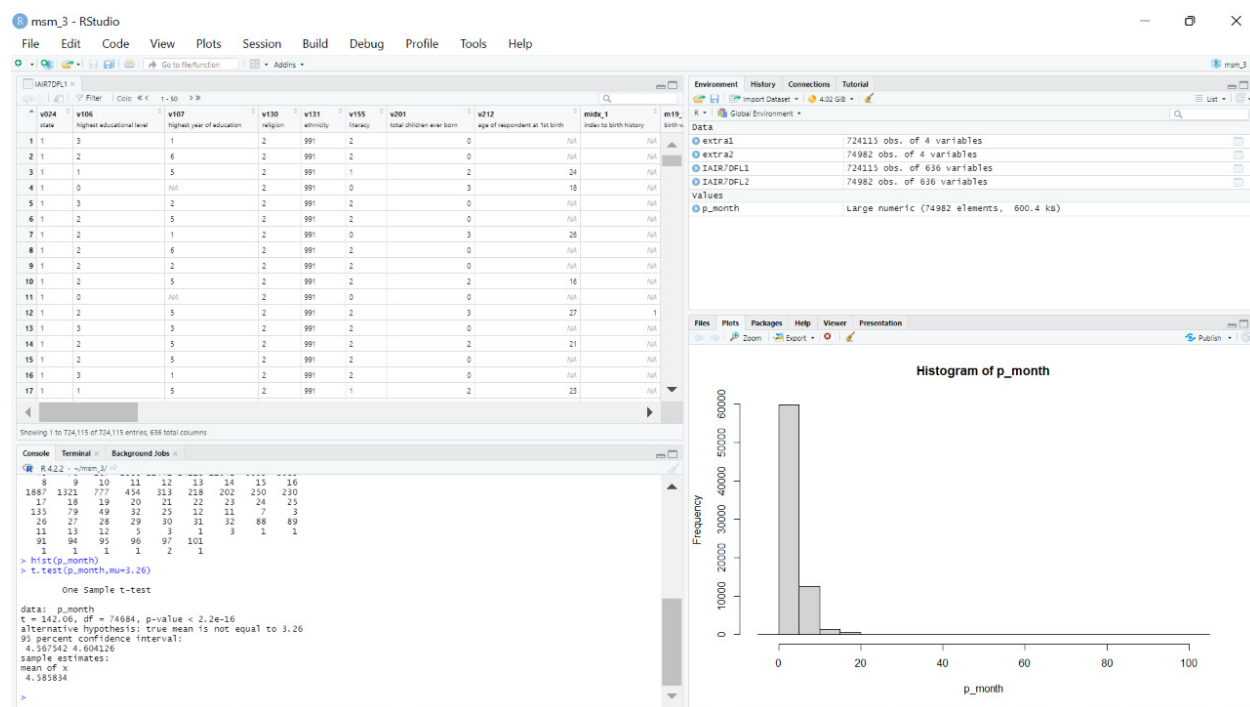 msm_3 - RStudio
File Edit Code View Plots Session Build Debug Profile Tools Help
Go to file/function Addins
msm_3
IAIR7DFL1
Filter Cols: 1 - 50
v024 v106 v107 v130 v131 v155 v201 v212 midx_1 m19_
state highest educational level highest year of education religion ethnicity literacy total children ever born age of respondent at 1st birth index to birth history birth w
1 1 3 1 2 991 2 0 NA NA
2 1 2 6 2 991 2 0 NA NA
3 1 1 5 2 991 1 2 24 NA
4 1 0 NA 2 991 0 3 18 NA
5 1 3 2 2 991 2 0 NA NA
6 1 2 5 2 991 2 0 NA NA
7 1 2 1 2 991 0 3 26 NA
8 1 2 6 2 991 2 0 NA NA
9 1 2 2 2 991 2 0 NA NA
10 1 2 5 2 991 2 2 16 NA
11 1 0 NA 2 991 0 0 NA NA
12 1 2 5 2 991 2 3 27 1
13 1 3 3 2 991 2 0 NA NA
14 1 2 5 2 991 2 2 21 NA
15 1 2 5 2 991 2 0 NA NA
16 1 3 1 2 991 2 0 NA NA
17 1 1 5 2 991 1 2 23 NA
Showing 1 to 724,115 of 724,115 entries, 636 total columns
Console Terminal Background Jobs
R 4.2.2 · ~/msm_3/
8 9 10 11 12 13 14 15 16
1887 1321 777 454 313 218 202 250 230
17 18 19 20 21 22 23 24 25
135 79 49 32 25 12 11 7 3
26 27 28 29 30 31 32 88 89
11 13 12 5 3 1 3 1 1
91 94 95 96 97 101
1 1 1 1 2 1
> hist(p_month)
> t.test(p_month,mu=3.26)
One Sample t-test
data: p_month
t = 142.06, df = 74684, p-value < 2.2e-16
alternative hypothesis: true mean is not equal to 3.26
95 percent confidence interval:
4.567542 4.604126
sample estimates:
mean of x
4.585834
>
Environment History Connections Tutorial
Import Dataset 4.02 GiB List
R Global Environment
Data
extra1 724115 obs. of 4 variables
extra2 74982 obs. of 4 variables
IAIR7DFL1 724115 obs. of 636 variables
IAIR7DFL2 74982 obs. of 636 variables
Values
p_month Large numeric (74982 elements, 600.4 kB)
Files Plots Packages Help Viewer Presentation
Zoom Export Publish
Histogram of p_month
Frequency
60000
50000
40000
30000
20000
10000
0
0 20 40 60 80 100
p_month